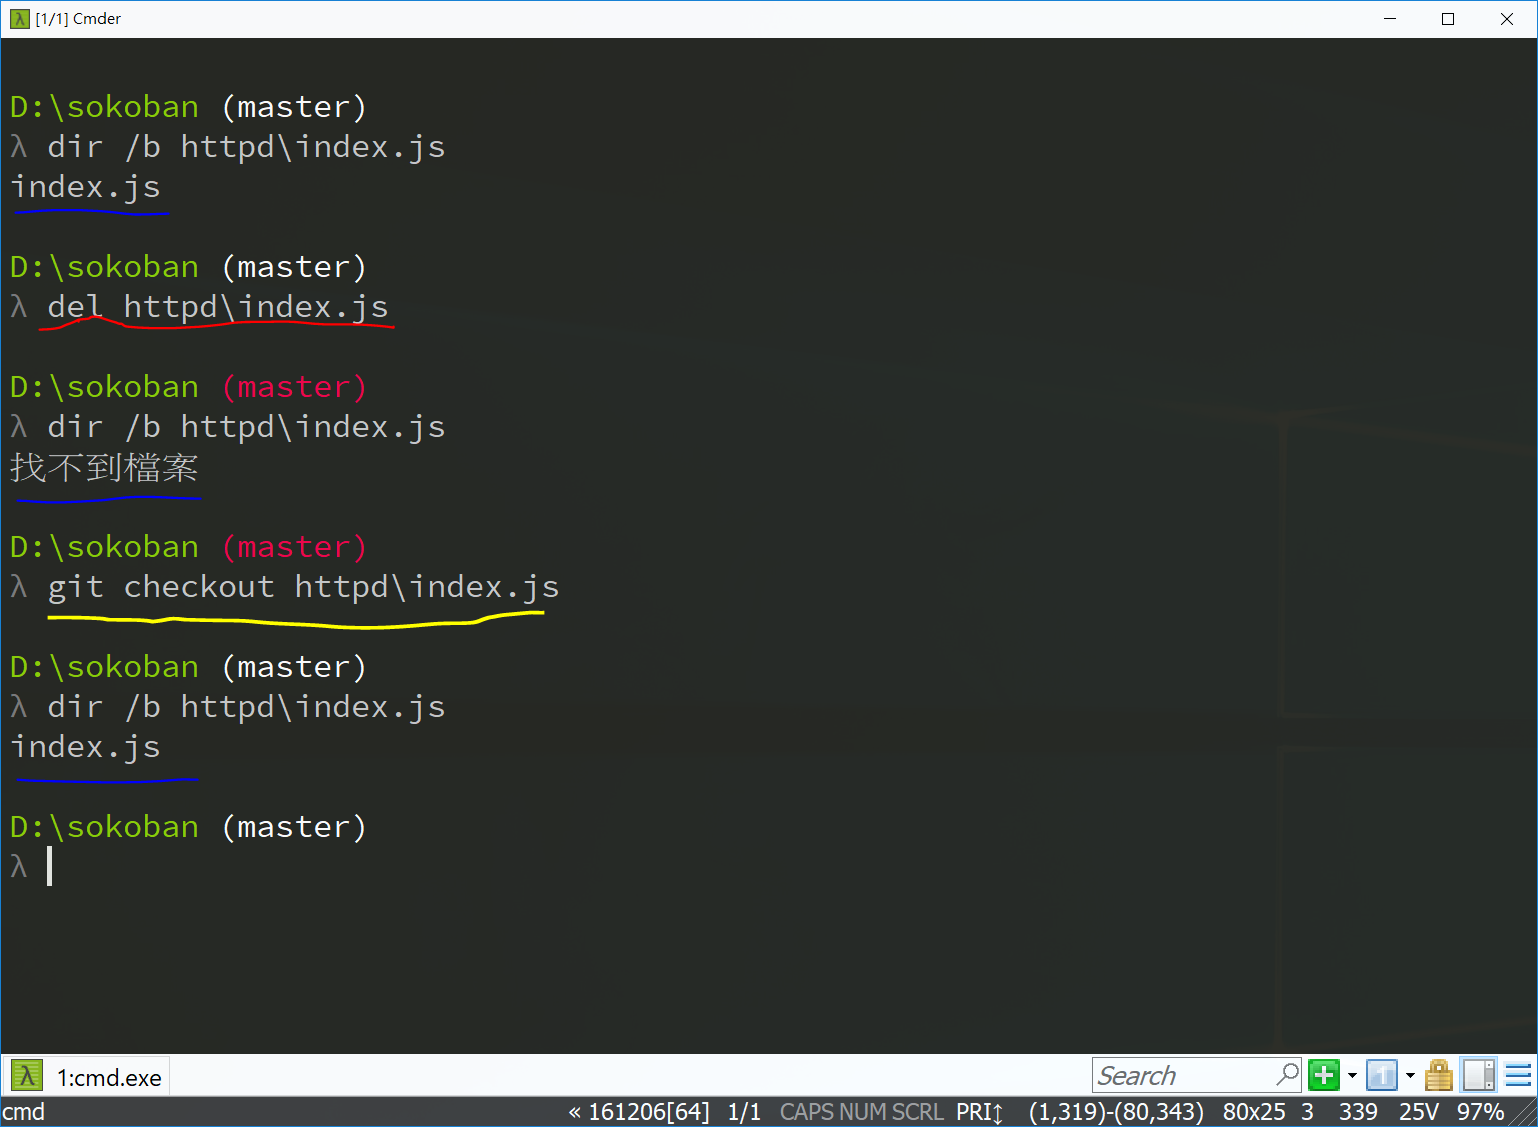 [1/1] Cmder
D:\sokoban (master)
λ dir /b httpd\index.js
index.js
D:\sokoban (master)
λ del httpd\index.js
D:\sokoban (master)
λ dir /b httpd\index.js
找不到檔案
D:\sokoban (master)
λ git checkout httpd\index.js
D:\sokoban (master)
λ dir /b httpd\index.js
index.js
D:\sokoban (master)
λ
λ 1:cmd.exe Search 1
cmd « 161206[64] 1/1 CAPS NUM SCRL PRI↕ (1,319)-(80,343) 80x25 3 339 25V 97%